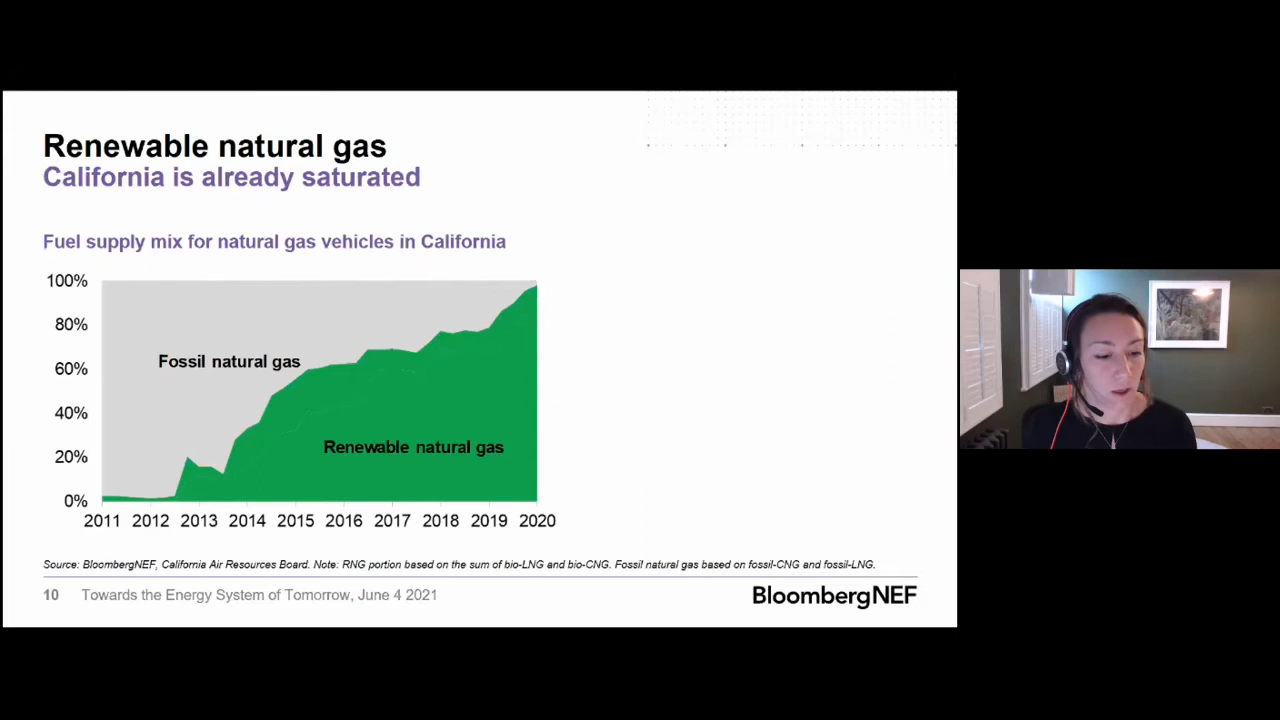 Renewable natural gas
California is already saturated
Fuel supply mix for natural gas vehicles in California
100%
80%
60%
40%
20%
0%
Fossil natural gas
Renewable natural gas
2011 2012 2013 2014 2015 2016 2017 2018 2019 2020
Source: BloombergNEF, California Air Resources Board. Note: RNG portion based on the sum of bio-LNG and bio-CNG. Fossil natural gas based on fossil-CNG and fossil-LNG.
10 Towards the Energy System of Tomorrow, June 4 2021
BloombergNEF